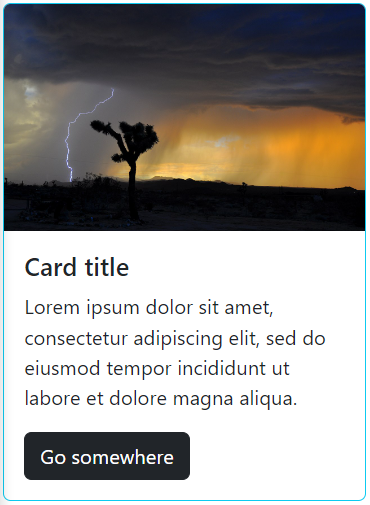 Card title
Lorem ipsum dolor sit amet,
consectetur adipiscing elit, sed do
eiusmod tempor incididunt ut
labore et dolore magna aliqua.
Go somewhere